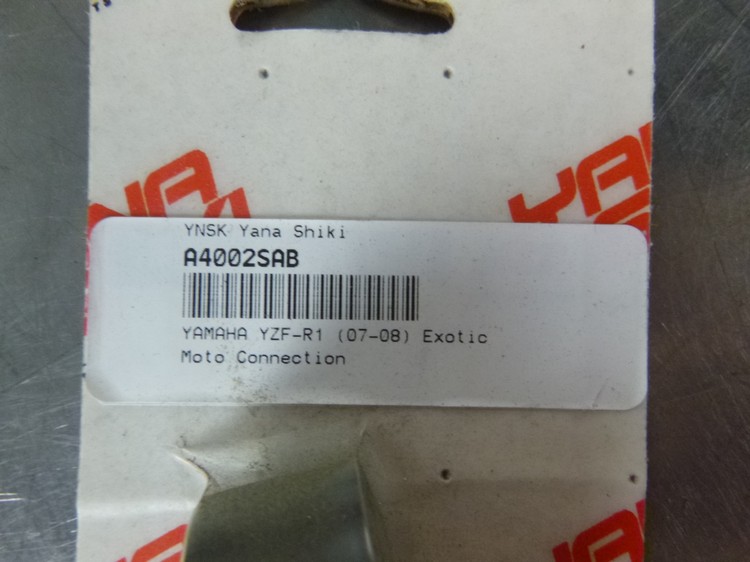 YNSK Yana Shiki
A4002SAB
YAMAHA YZF-R1 (07-08) Exotic
Moto Connection